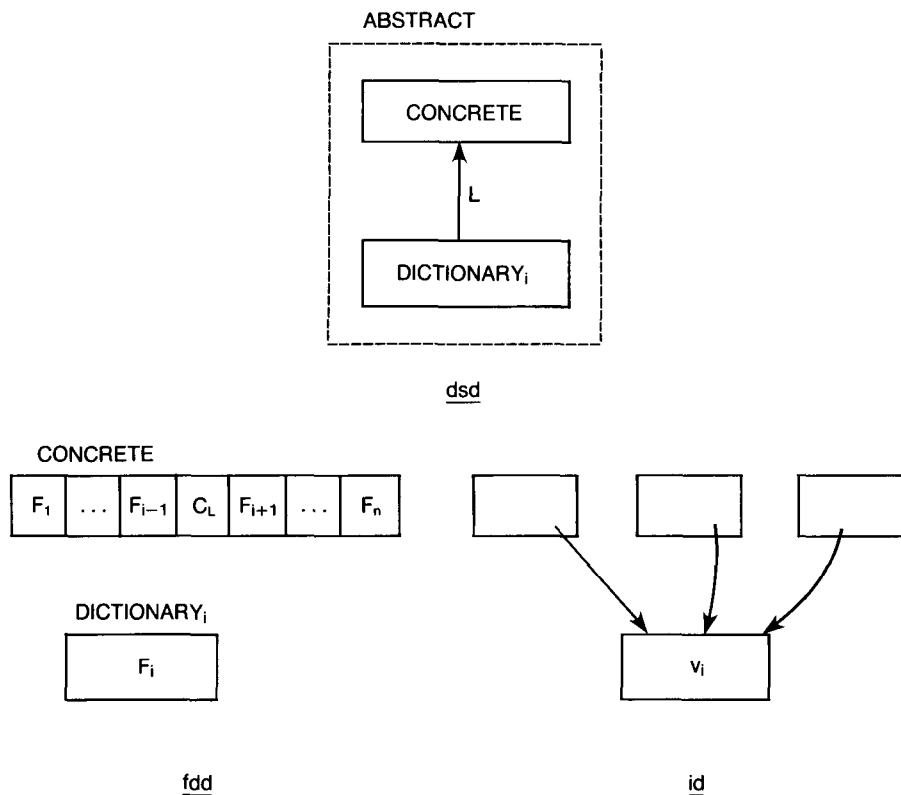 ABSTRACT
CONCRETE
L
DICTIONARYᵢ
dsd
CONCRETE
F₁ ... Fᵢ₋₁ C_L Fᵢ₊₁ ... Fₙ
DICTIONARYᵢ
Fᵢ
vᵢ
fdd
id